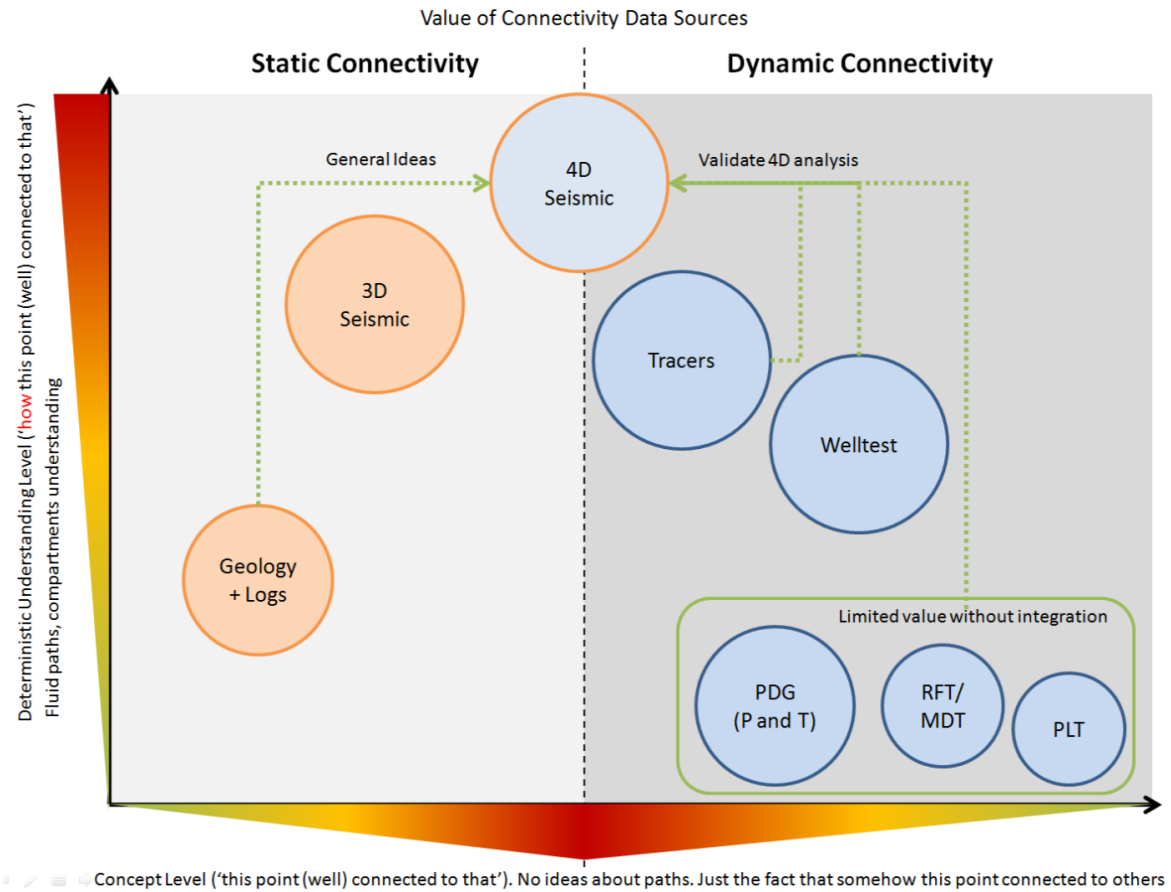 Value of Connectivity Data Sources
Static Connectivity
Dynamic Connectivity
Deterministic Understanding Level ('how this point (well) connected to that')
Fluid paths, compartments understanding
General Ideas
4D
Seismic
Validate 4D analysis
3D
Seismic
Tracers
Welltest
Geology
+ Logs
Limited value without integration
PDG
(P and T)
RFT/
MDT
PLT
Concept Level ('this point (well) connected to that'). No ideas about paths. Just the fact that somehow this point connected to others